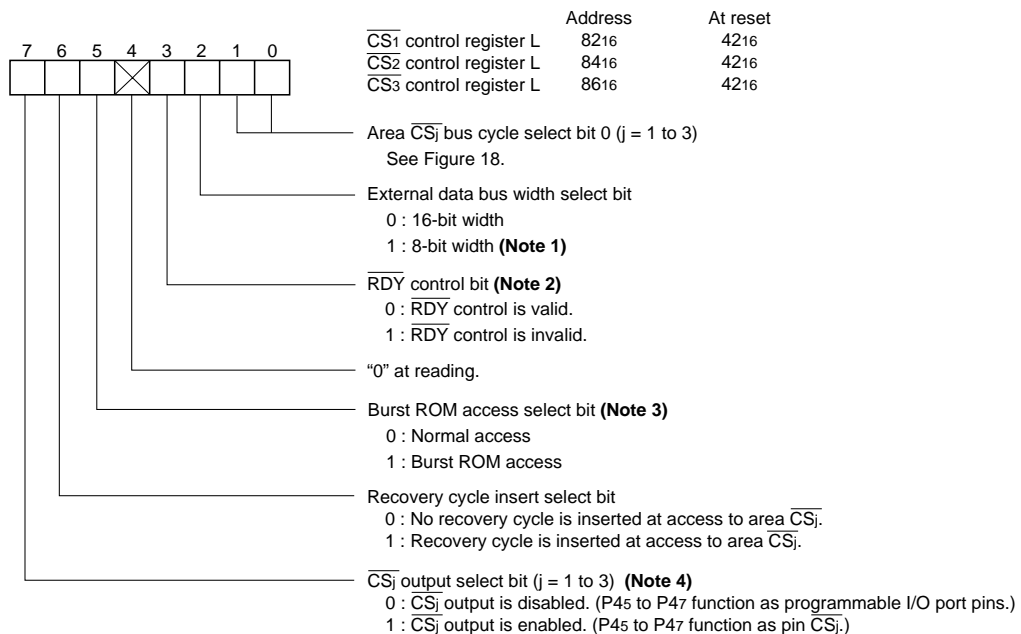 Address At reset
CS1 control register L 8216 4216
CS2 control register L 8416 4216
CS3 control register L 8616 4216
7 6 5 4 3 2 1 0
Area CSj bus cycle select bit 0 (j = 1 to 3)
See Figure 18.
External data bus width select bit
0 : 16-bit width
1 : 8-bit width (Note 1)
RDY control bit (Note 2)
0 : RDY control is valid.
1 : RDY control is invalid.
“0” at reading.
Burst ROM access select bit (Note 3)
0 : Normal access
1 : Burst ROM access
Recovery cycle insert select bit
0 : No recovery cycle is inserted at access to area CSj.
1 : Recovery cycle is inserted at access to area CSj.
CSj output select bit (j = 1 to 3) (Note 4)
0 : CSj output is disabled. (P45 to P47 function as programmable I/O port pins.)
1 : CSj output is enabled. (P45 to P47 function as pin CSj.)